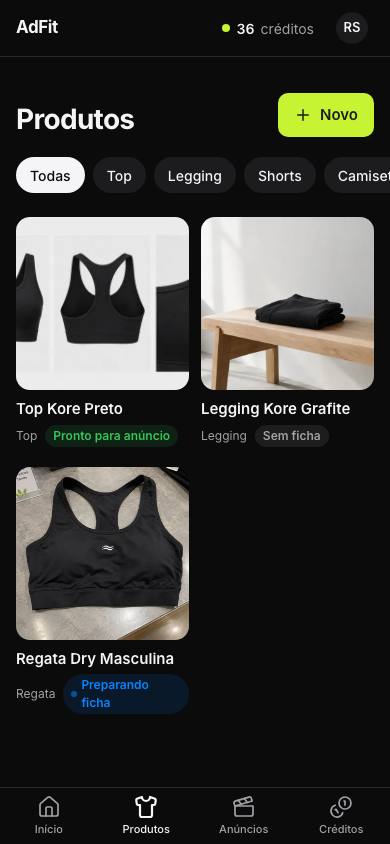 AdFit
36 créditos
RS
Produtos
+ Novo
Todas
Top
Legging
Shorts
Camiset
Top Kore Preto
Top
Pronto para anúncio
Legging Kore Grafite
Legging
Sem ficha
Regata Dry Masculina
Regata
Preparando
ficha
Início
Produtos
Anúncios
Créditos